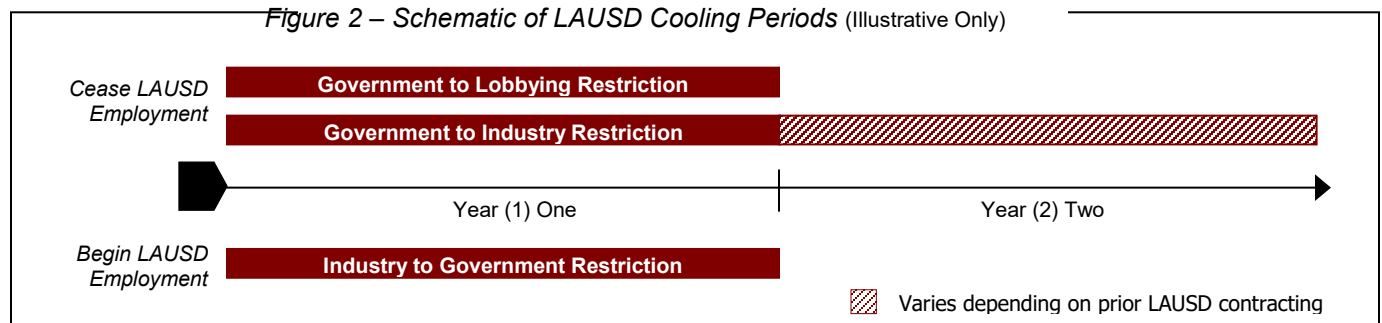 Figure 2 – Schematic of LAUSD Cooling Periods (Illustrative Only)
Cease LAUSD
Employment
Government to Lobbying Restriction
Government to Industry Restriction
Year (1) One
Year (2) Two
Begin LAUSD
Employment
Industry to Government Restriction
Varies depending on prior LAUSD contracting